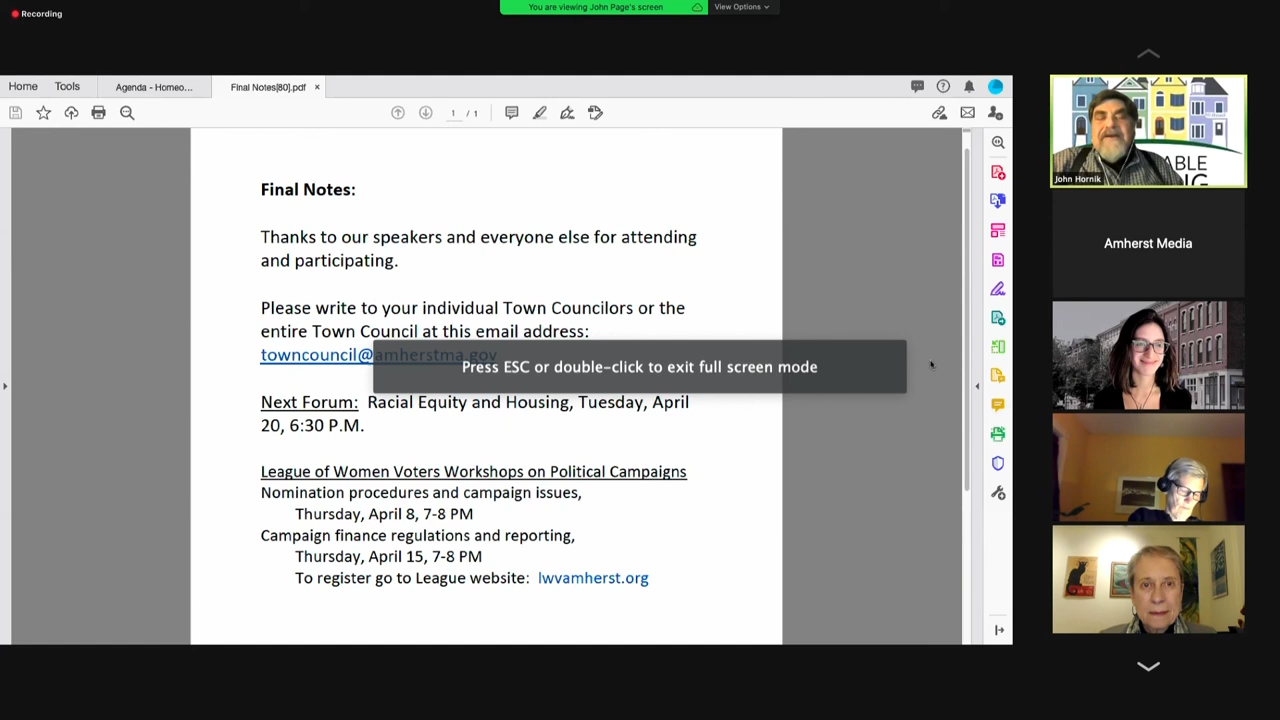 Recording
You are viewing John Page's screen
View Options
Home
Tools
Agenda - Homeo...
Final Notes[80].pdf
1 / 1
Final Notes:
Thanks to our speakers and everyone else for attending
and participating.
Please write to your individual Town Councilors or the
entire Town Council at this email address:
towncouncil@amherstma.gov
Press ESC or double-click to exit full screen mode
Next Forum: Racial Equity and Housing, Tuesday, April
20, 6:30 P.M.
League of Women Voters Workshops on Political Campaigns
Nomination procedures and campaign issues,
Thursday, April 8, 7-8 PM
Campaign finance regulations and reporting,
Thursday, April 15, 7-8 PM
To register go to League website: lwvamherst.org
ABLE
John Hornik
Amherst Media